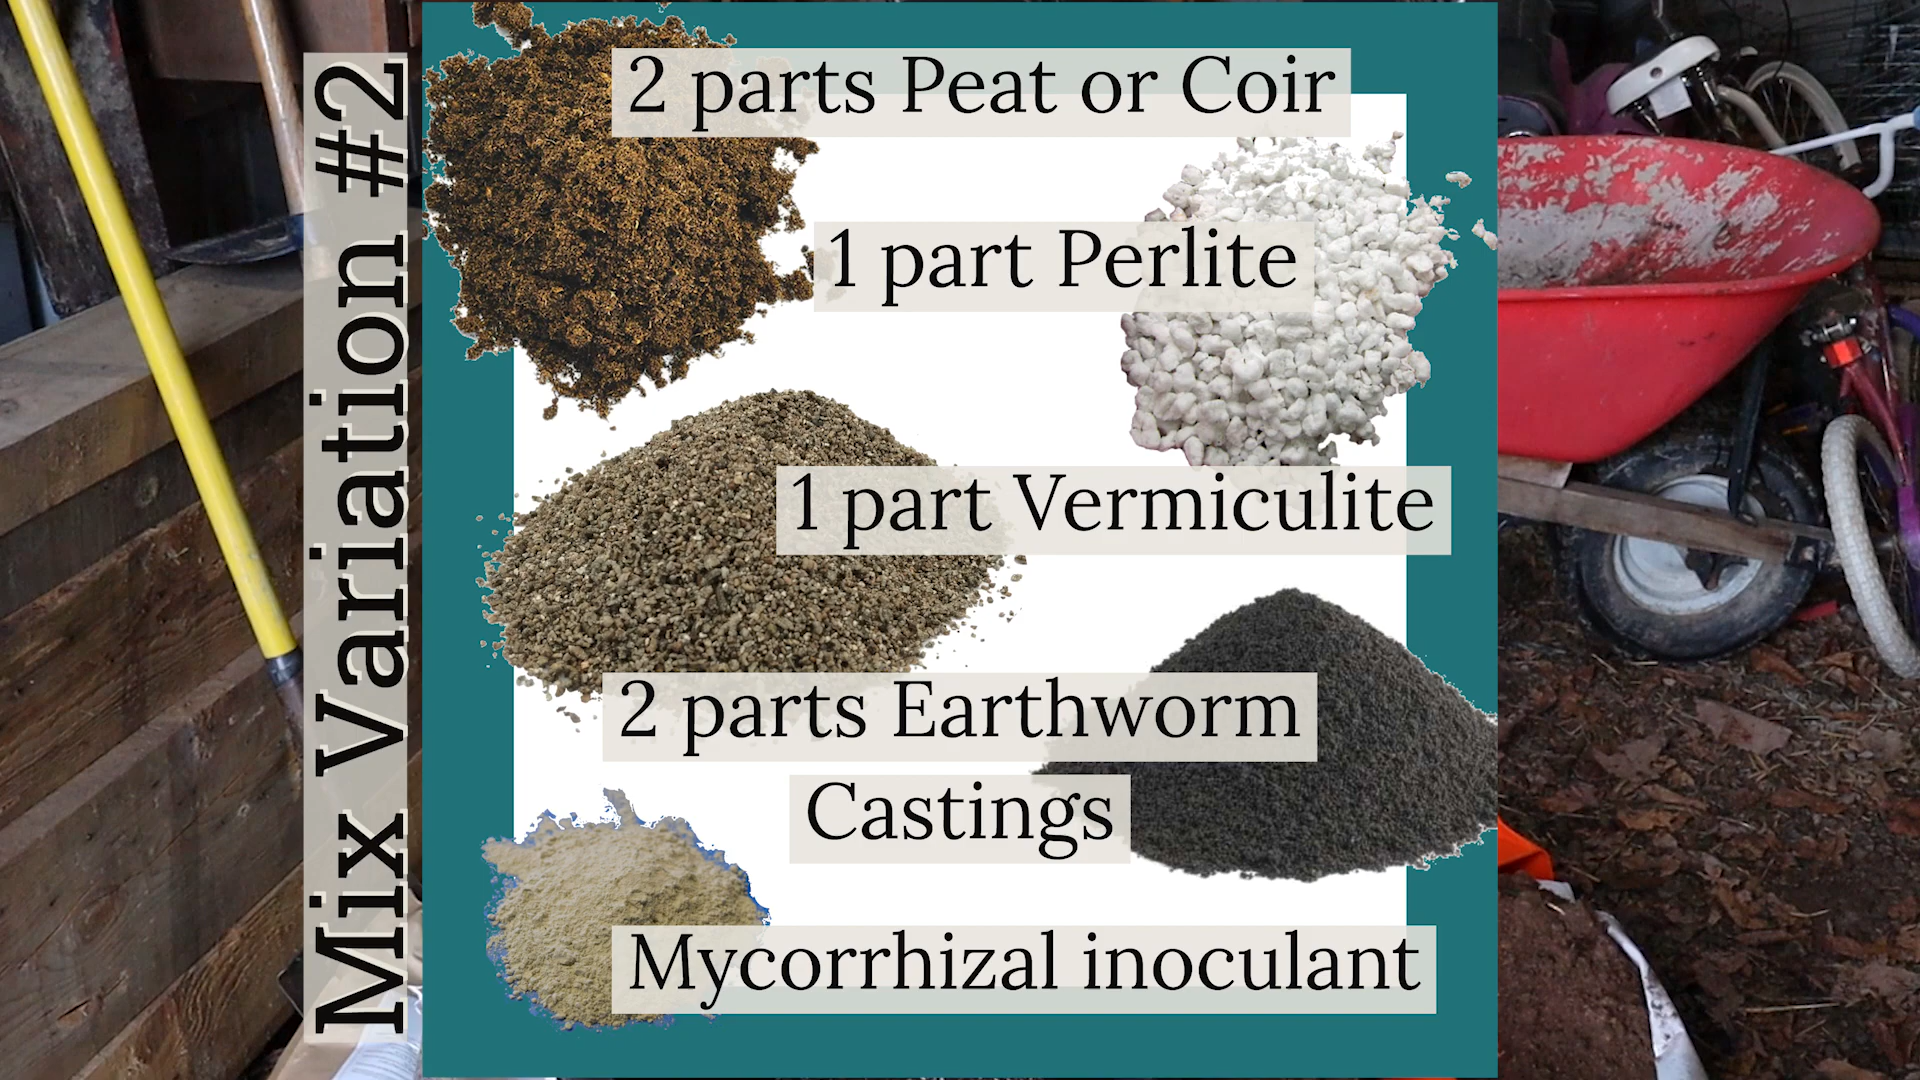 Mix Variation #2
2 parts Peat or Coir
1 part Perlite
1 part Vermiculite
2 parts Earthworm
Castings
Mycorrhizal inoculant